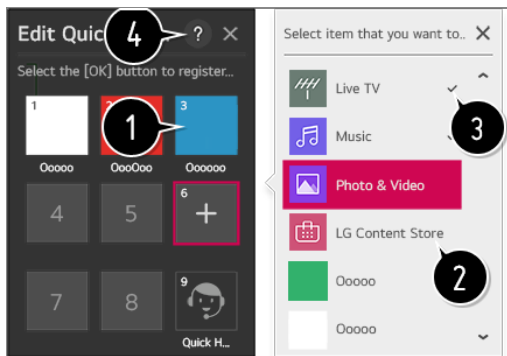 Edit Quic
4
?
Select the [OK] button to register...
1
2
3
1
Ooooo
OooOoo
Oooooo
4
5
6
+
7
8
9
Quick H...
Select item that you want to..
Live TV
3
Music
Photo & Video
LG Content Store
2
Ooooo
Ooooo